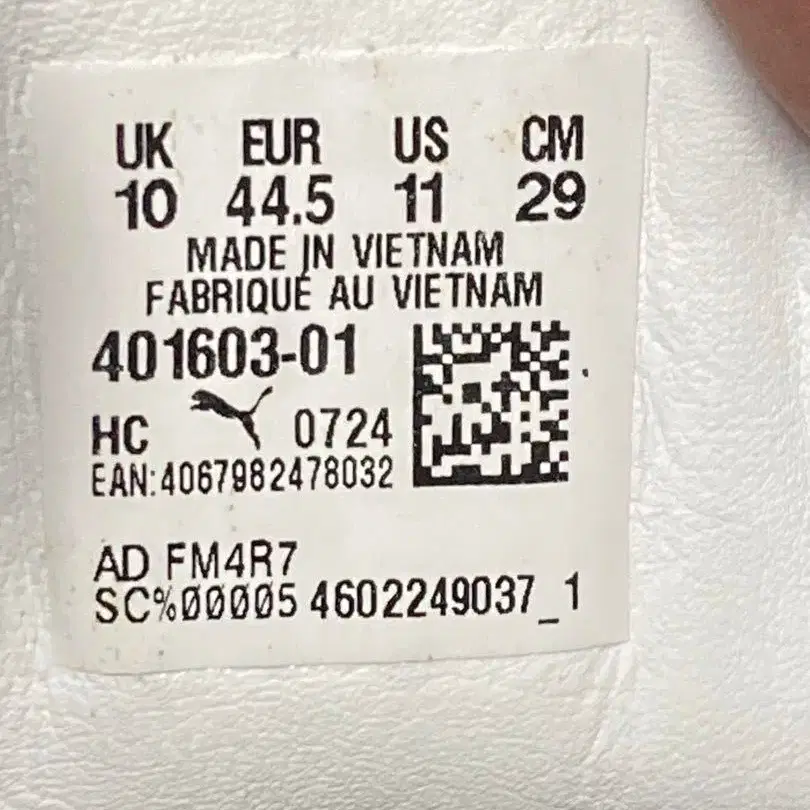 UK EUR US CM
10 44.5 11 29
MADE IN VIETNAM
FABRIQUÉ AU VIETNAM
401603-01
HC 0724
EAN:4067982478032
AD FM4R7
SC%00005 4602249037_1